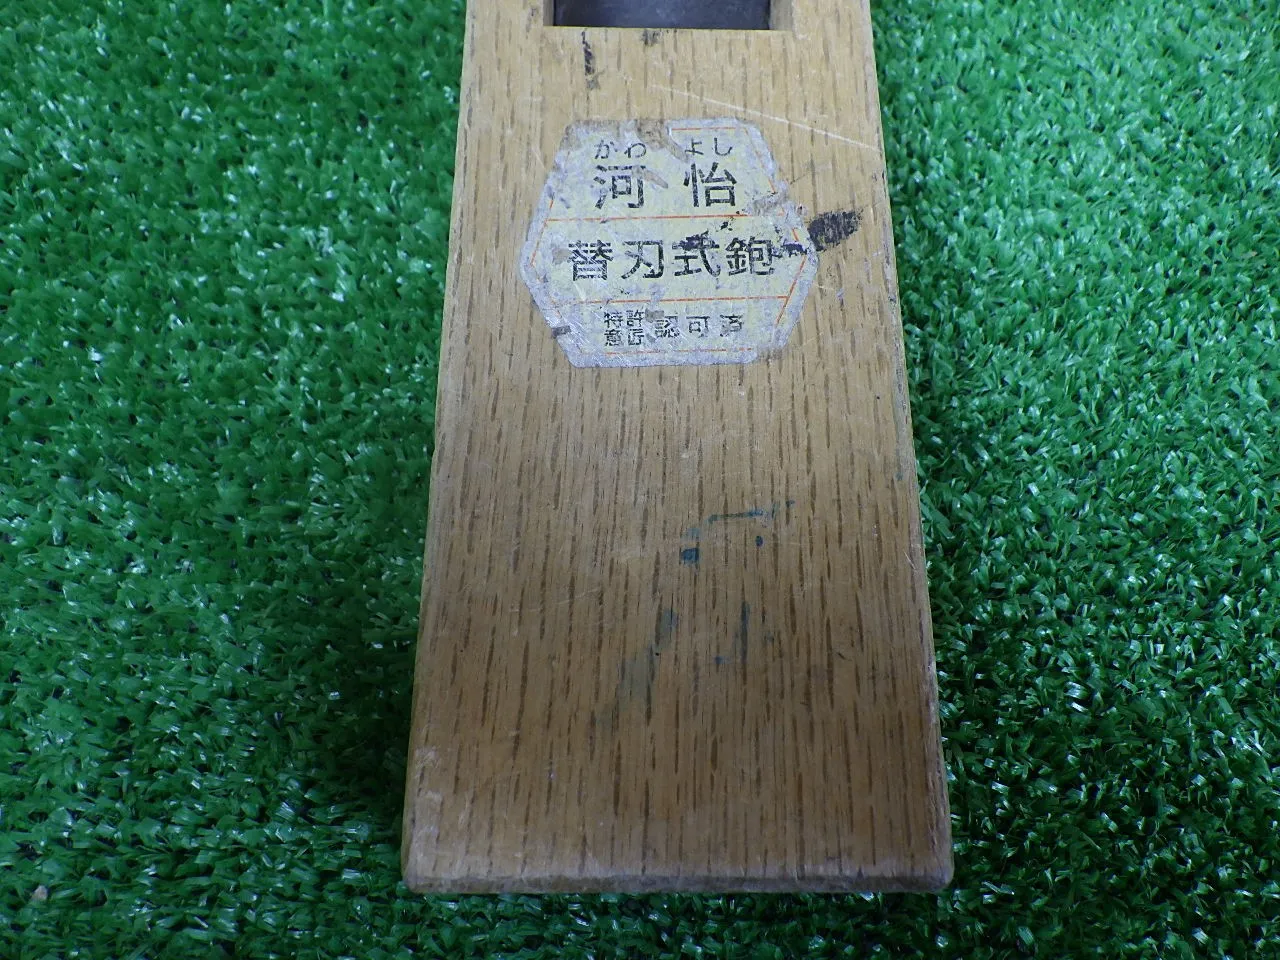 かわ よし
河 怡
替刃式鉋
特許意匠認可済